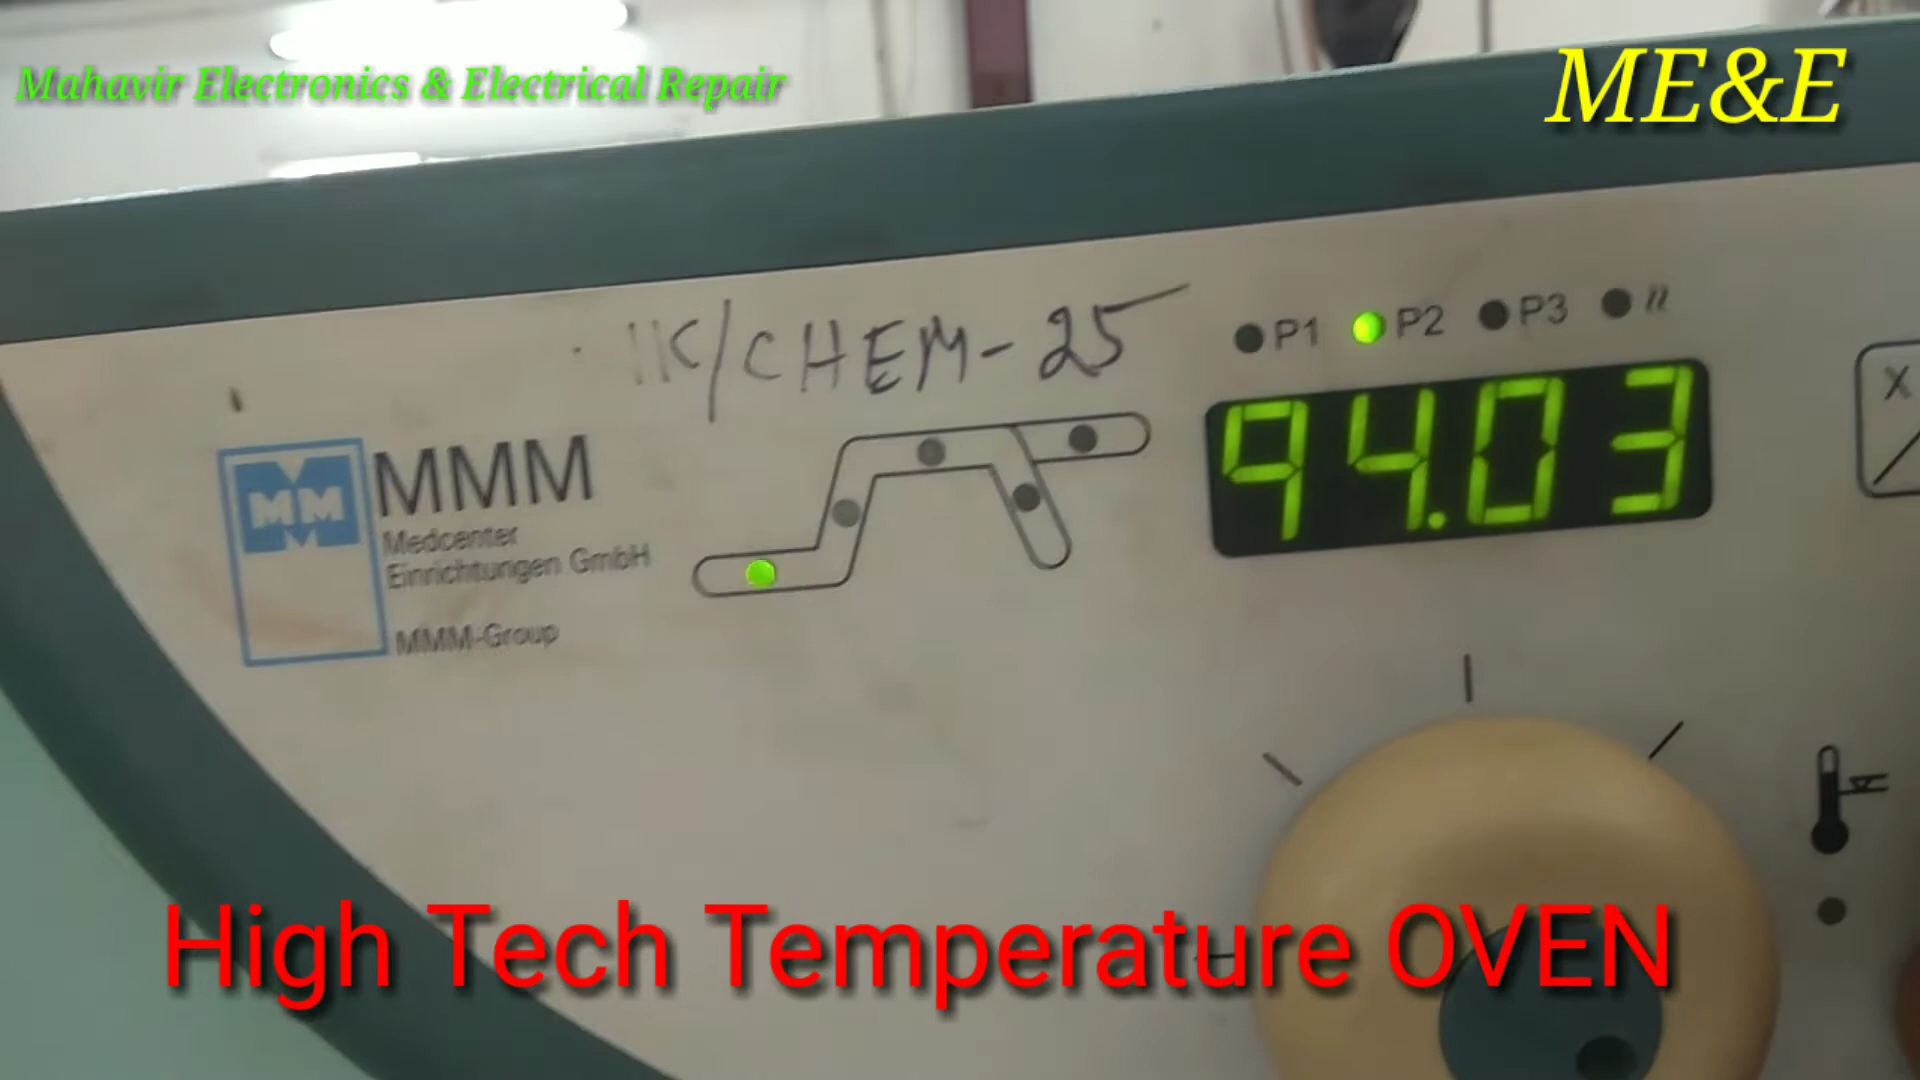 Mahavir Electronics & Electrical Repair
ME&E
IK/CHEM-25
P1 P2 P3
94.03
X
MM
MMM
Medcenter
Einrichtungen GmbH
MMM-Group
High Tech Temperature OVEN